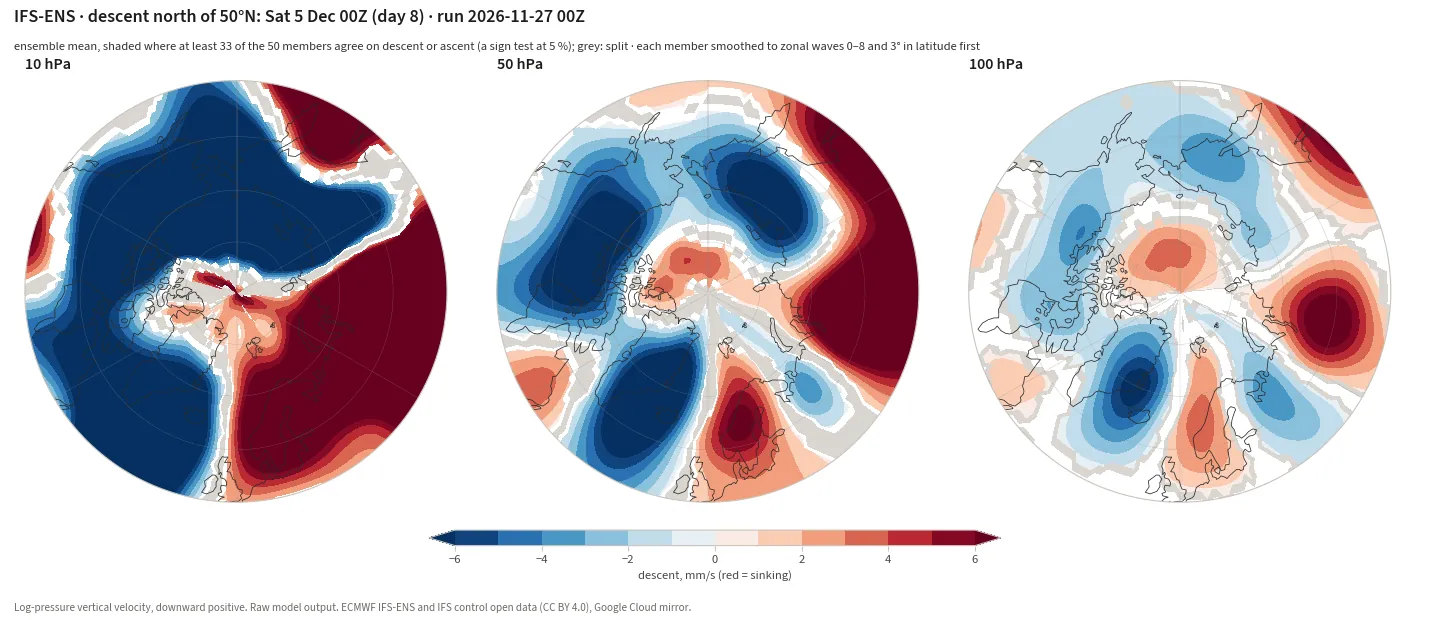 IFS-ENS · descent north of 50°N: Sat 5 Dec 00Z (day 8) · run 2026-11-27 00Z
ensemble mean, shaded where at least 33 of the 50 members agree on descent or ascent (a sign test at 5 %); grey: split · each member smoothed to zonal waves 0–8 and 3° in latitude first
10 hPa
50 hPa
100 hPa
−6 −4 −2 0 2 4 6
descent, mm/s (red = sinking)
Log-pressure vertical velocity, downward positive. Raw model output. ECMWF IFS-ENS and IFS control open data (CC BY 4.0), Google Cloud mirror.